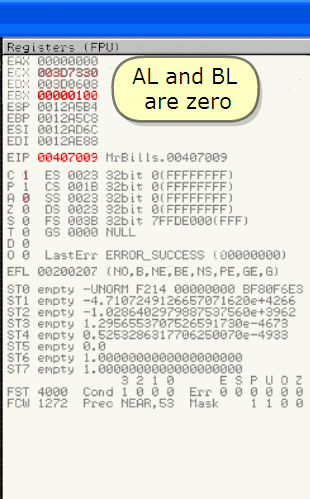 Registers (FPU)
AL and BL
are zero
EAX 00000000
ECX 003D7330
EDX 003D0608
EBX 00000100
ESP 0012A5B4
EBP 0012A5C8
ESI 0012AD6C
EDI 0012AE88
EIP 00407009 MrBills.00407009
C 1 ES 0023 32bit 0(FFFFFFFF)
P 1 CS 001B 32bit 0(FFFFFFFF)
A 0 SS 0023 32bit 0(FFFFFFFF)
Z 0 DS 0023 32bit 0(FFFFFFFF)
S 0 FS 003B 32bit 7FFDE000(FFF)
T 0 GS 0000 NULL
D 0
O 0 LastErr ERROR_SUCCESS (00000000)
EFL 00200207 (NO,B,NE,BE,NS,PE,GE,G)
ST0 empty -UNORM F214 00000000 BF80F6E3
ST1 empty -4.7107249126657071620e+4266
ST2 empty -1.0286402979887537560e+3962
ST3 empty 1.2956553707526591730e-4673
ST4 empty 0.5253286317706250070e-4933
ST5 empty 0.0
ST6 empty 1.0000000000000000000
ST7 empty 1.0000000000000000000
3 2 1 0 E S P U O Z
FST 4000 Cond 1 0 0 0 Err 0 0 0 0 0 0
FCW 1272 Prec NEAR,53 Mask 1 1 0 0